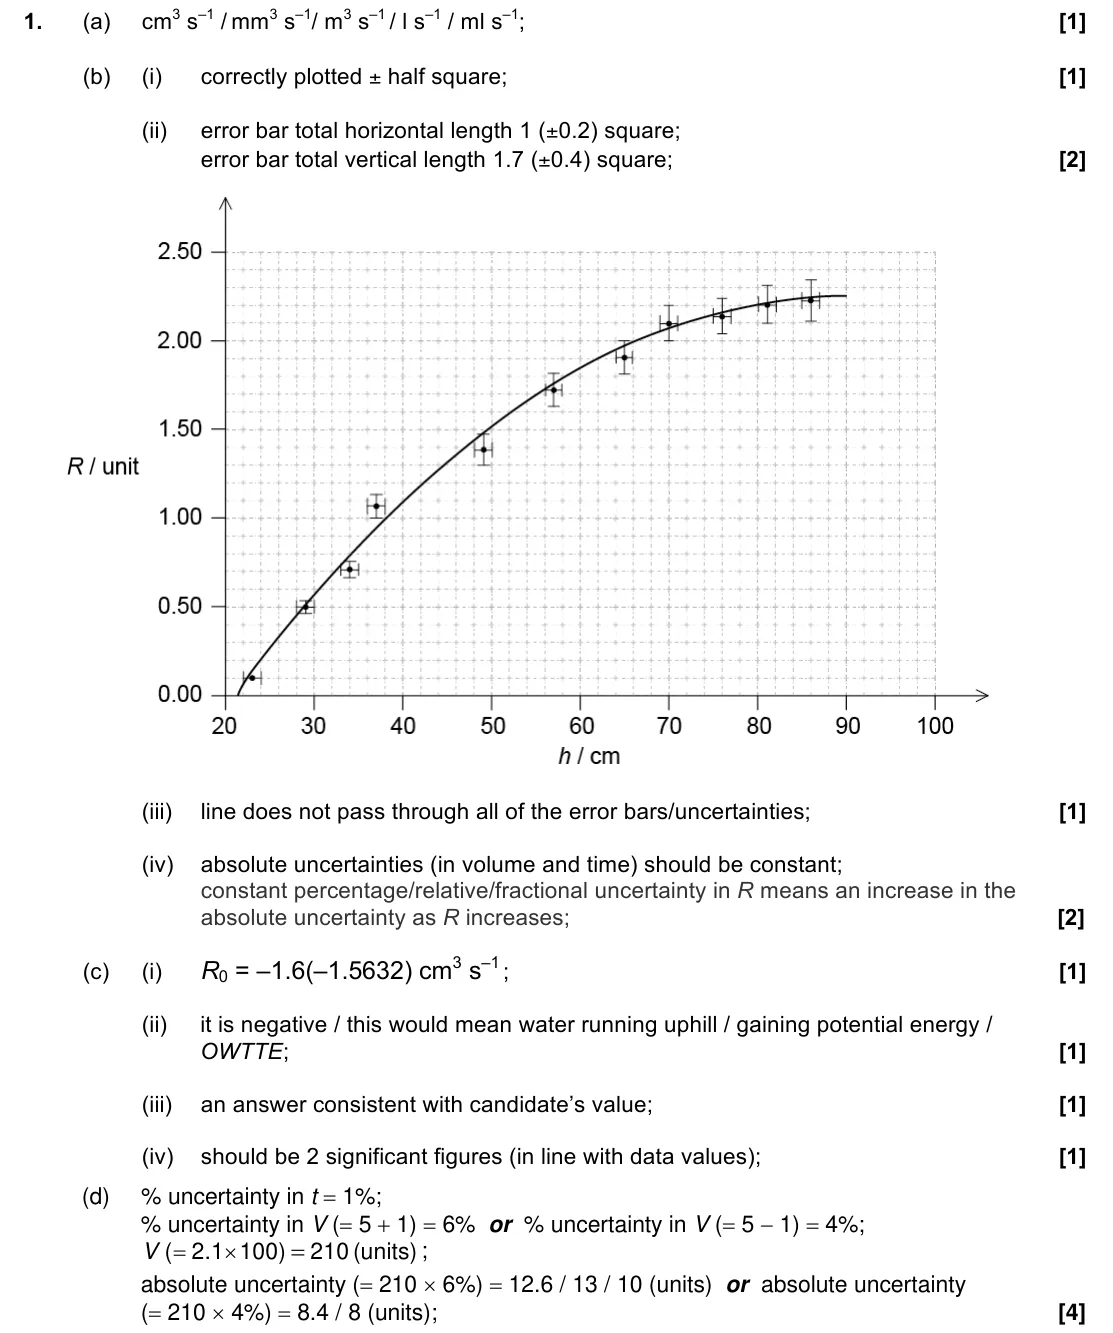 1. (a) cm³ s⁻¹ / mm³ s⁻¹/ m³ s⁻¹ / l s⁻¹ / ml s⁻¹; [1]
(b) (i) correctly plotted ± half square; [1]
(ii) error bar total horizontal length 1 (±0.2) square;
error bar total vertical length 1.7 (±0.4) square; [2]
2.50
2.00
1.50
R / unit
1.00
0.50
0.00
20 30 40 50 60 70 80 90 100
h / cm
(iii) line does not pass through all of the error bars/uncertainties; [1]
(iv) absolute uncertainties (in volume and time) should be constant;
constant percentage/relative/fractional uncertainty in R means an increase in the
absolute uncertainty as R increases; [2]
(c) (i) R₀ = –1.6(–1.5632) cm³ s⁻¹; [1]
(ii) it is negative / this would mean water running uphill / gaining potential energy /
OWTTE; [1]
(iii) an answer consistent with candidate's value; [1]
(iv) should be 2 significant figures (in line with data values); [1]
(d) % uncertainty in t = 1%;
% uncertainty in V (= 5 + 1) = 6% or % uncertainty in V (= 5 – 1) = 4%;
V (= 2.1×100) = 210 (units) ;
absolute uncertainty (= 210 × 6%) = 12.6 / 13 / 10 (units) or absolute uncertainty
(= 210 × 4%) = 8.4 / 8 (units); [4]